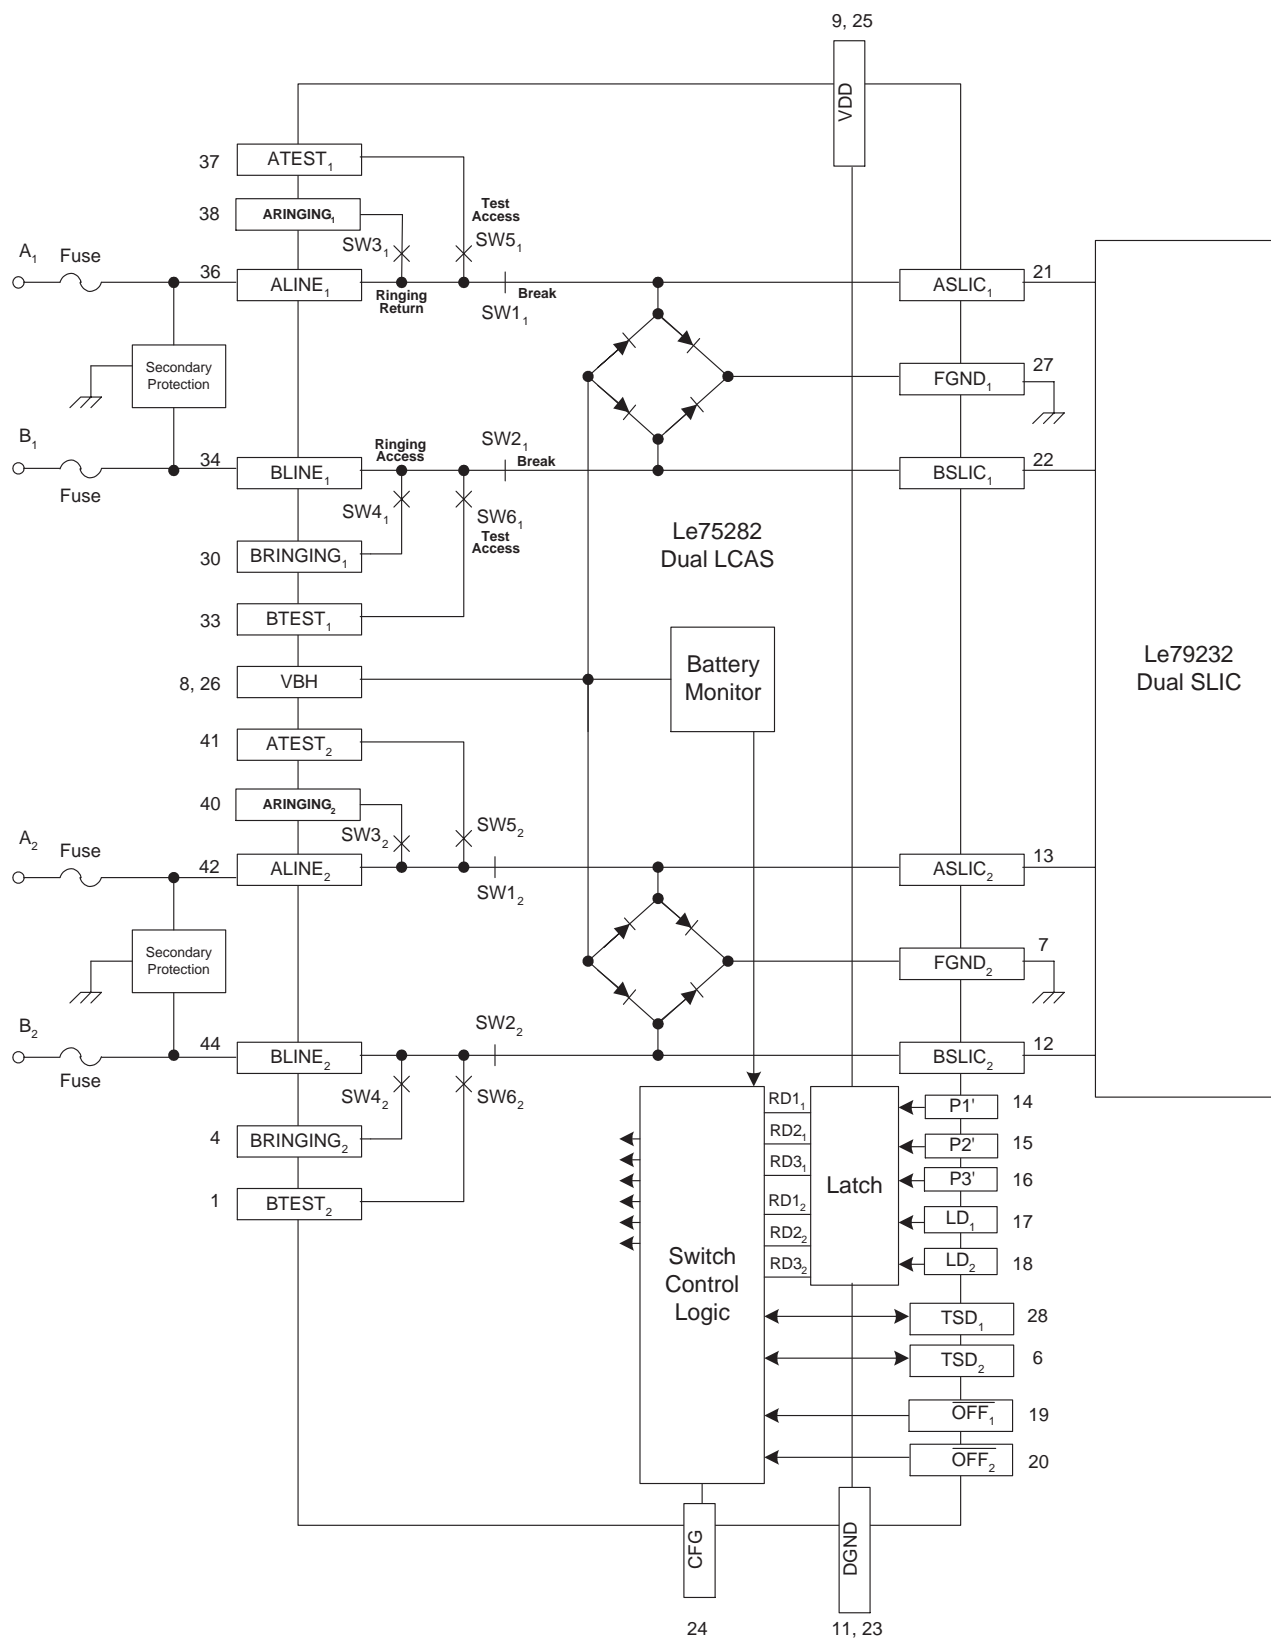 9, 25
VDD
37
ATEST₁
38
ARINGING₁
Test
Access
SW3₁
SW5₁
A₁
Fuse
36
ALINE₁
Ringing
Return
SW1₁
Break
ASLIC₁
21
Secondary
Protection
FGND₁
27
B₁
Fuse
34
BLINE₁
Ringing
Access
SW2₁
Break
BSLIC₁
22
SW4₁
SW6₁
Test
Access
30
BRINGING₁
33
BTEST₁
Le75282
Dual LCAS
8, 26
VBH
Battery
Monitor
Le79232
Dual SLIC
41
ATEST₂
40
ARINGING₂
SW3₂
SW5₂
A₂
Fuse
42
ALINE₂
SW1₂
ASLIC₂
13
Secondary
Protection
FGND₂
7
B₂
Fuse
44
BLINE₂
SW2₂
BSLIC₂
12
SW4₂
SW6₂
4
BRINGING₂
1
BTEST₂
Switch
Control
Logic
RD1₁
RD2₁
RD3₁
RD1₂
RD2₂
RD3₂
Latch
P1'
14
P2'
15
P3'
16
LD₁
17
LD₂
18
TSD₁
28
TSD₂
6
OFF₁
19
OFF₂
20
CFG
24
DGND
11, 23